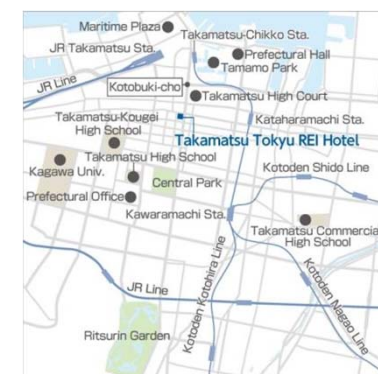 Maritime Plaza
Takamatsu-Chikko Sta.
JR Takamatsu Sta.
Prefectural Hall
Tamamo Park
JR Line
Kotobuki-cho
Takamatsu High Court
Takamatsu-Kougei
High School
Kataharamachi Sta.
Takamatsu Tokyu REI Hotel
Takamatsu High School
Kagawa Univ.
Kotoden Shido Line
Central Park
Prefectural Office
Kawaramachi Sta.
Takamatsu Commercia
High School
Kotoden Kotohira Line
Kotoden Nagao Line
JR Line
Ritsurin Garden